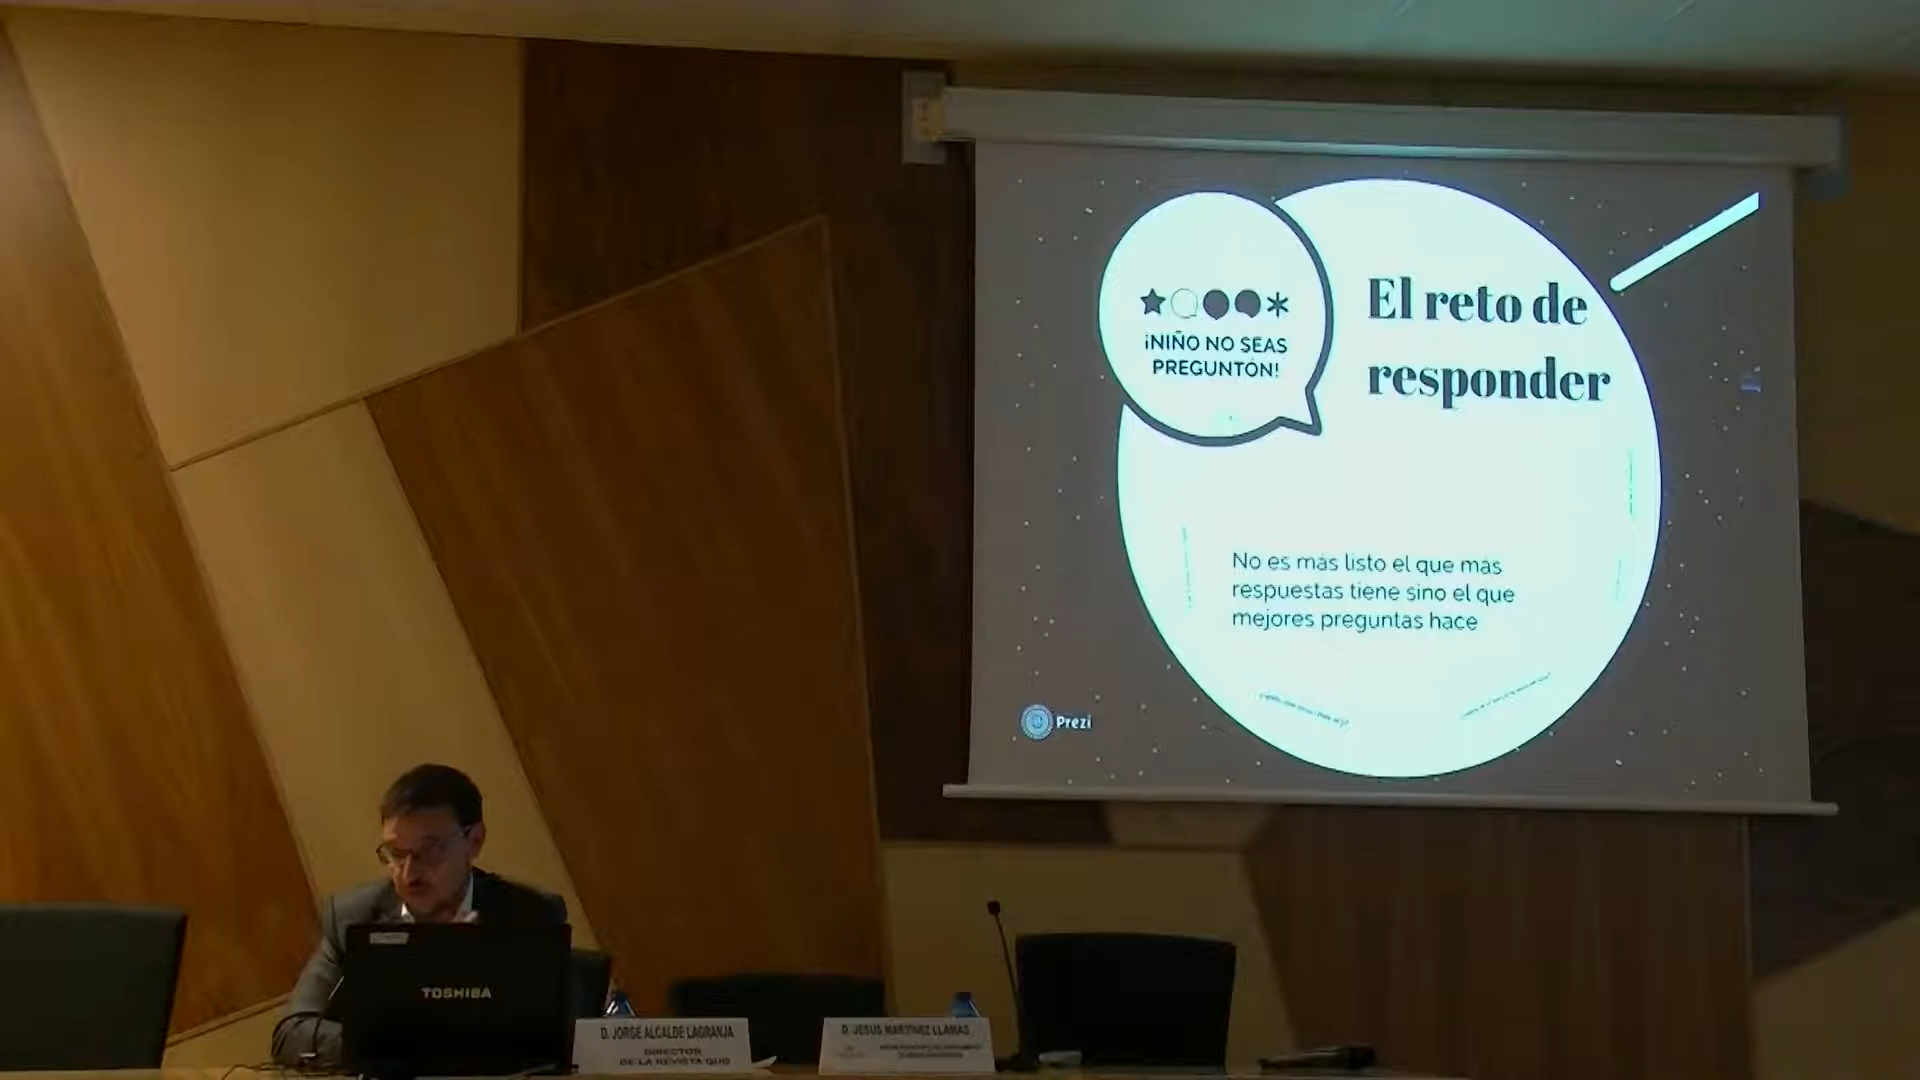 ¡NIÑO NO SEAS
PREGUNTÓN!
El reto de
responder
No es más listo el que más
respuestas tiene sino el que
mejores preguntas hace
Prezi
TOSHIBA
D. JORGE ALCALDE LAGRANJA
DIRECTOR
DE LA REVISTA QUO
D. JESUS MARTINEZ LLAMAS